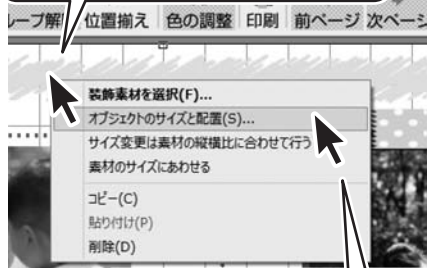 ループ解除 位置揃え 色の調整 印刷 前ページ 次ページ
装飾素材を選択(F)...
オブジェクトのサイズと配置(S)...
サイズ変更は素材の縦横比に合わせて行う
素材のサイズにあわせる
コピー(C)
貼り付け(P)
削除(D)